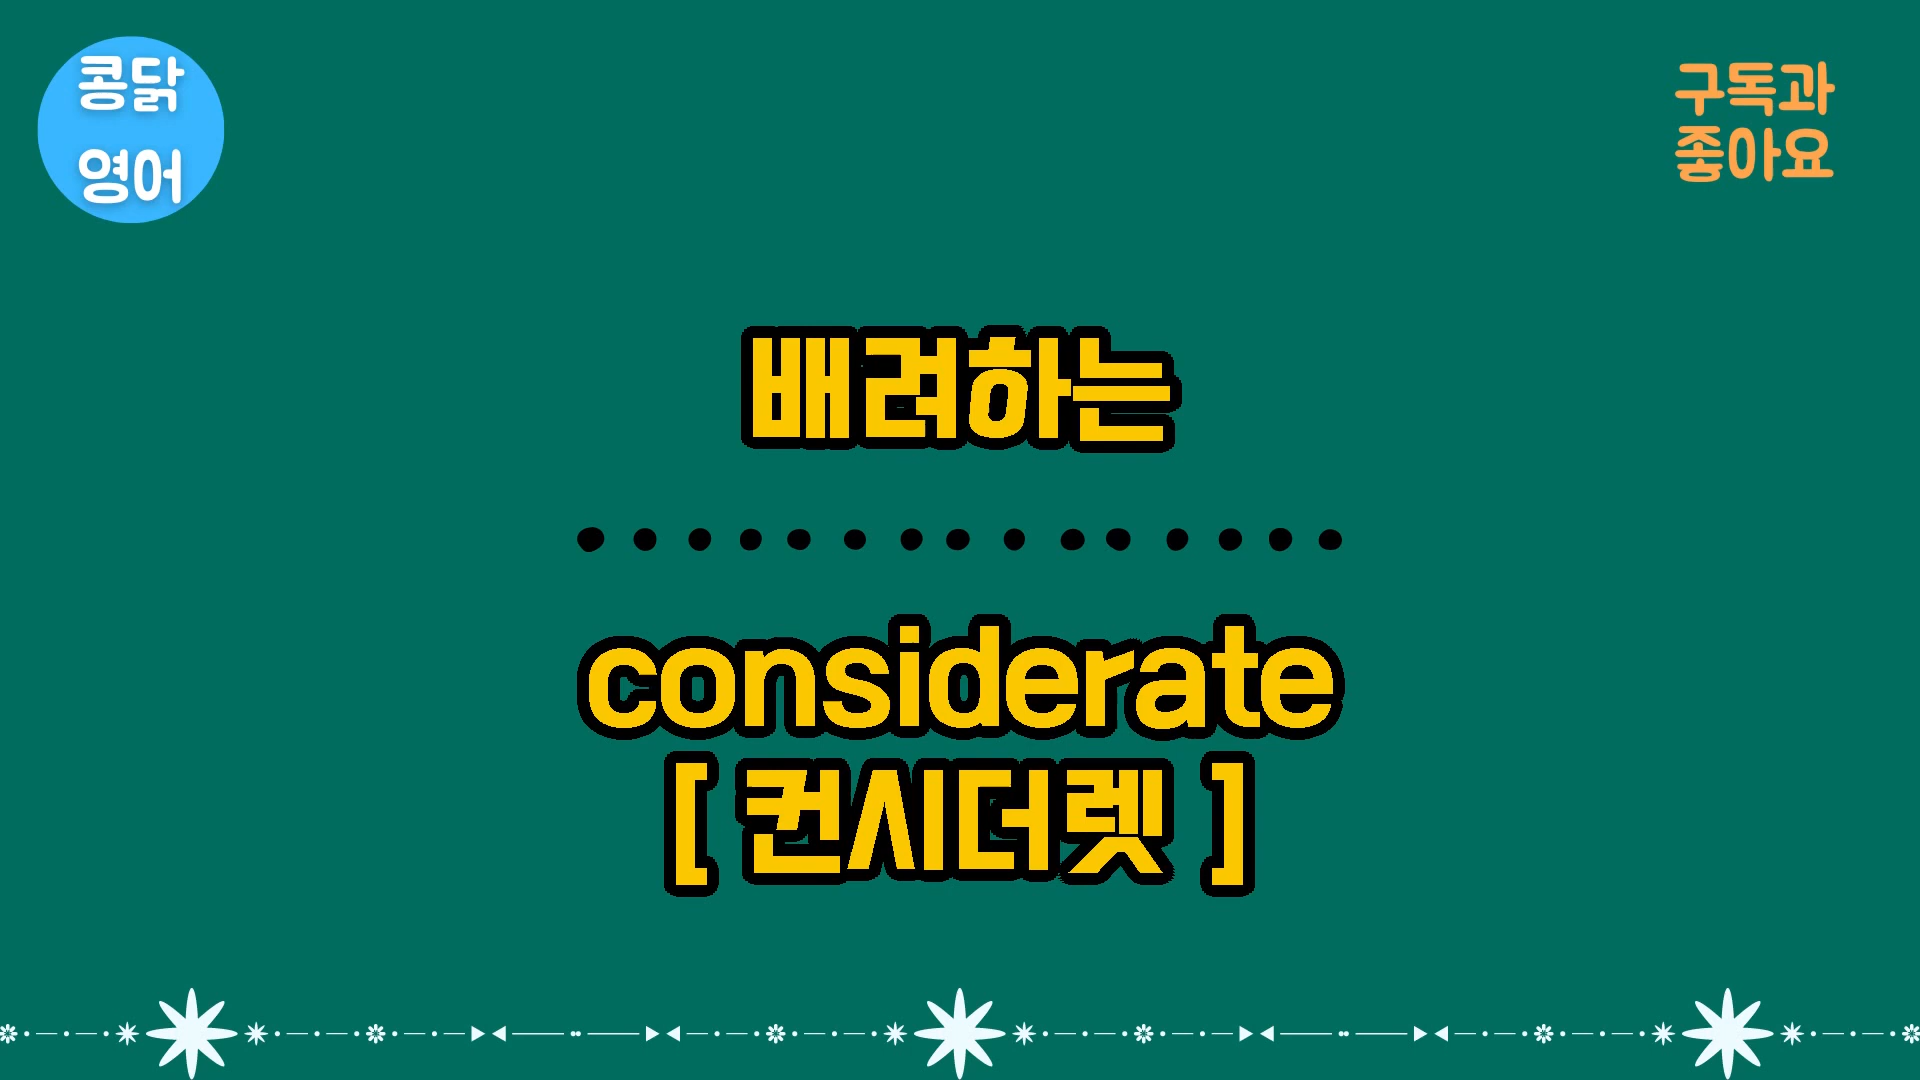 콩닭
영어
구독과
좋아요
배려하는
considerate
[ 컨시더렛 ]